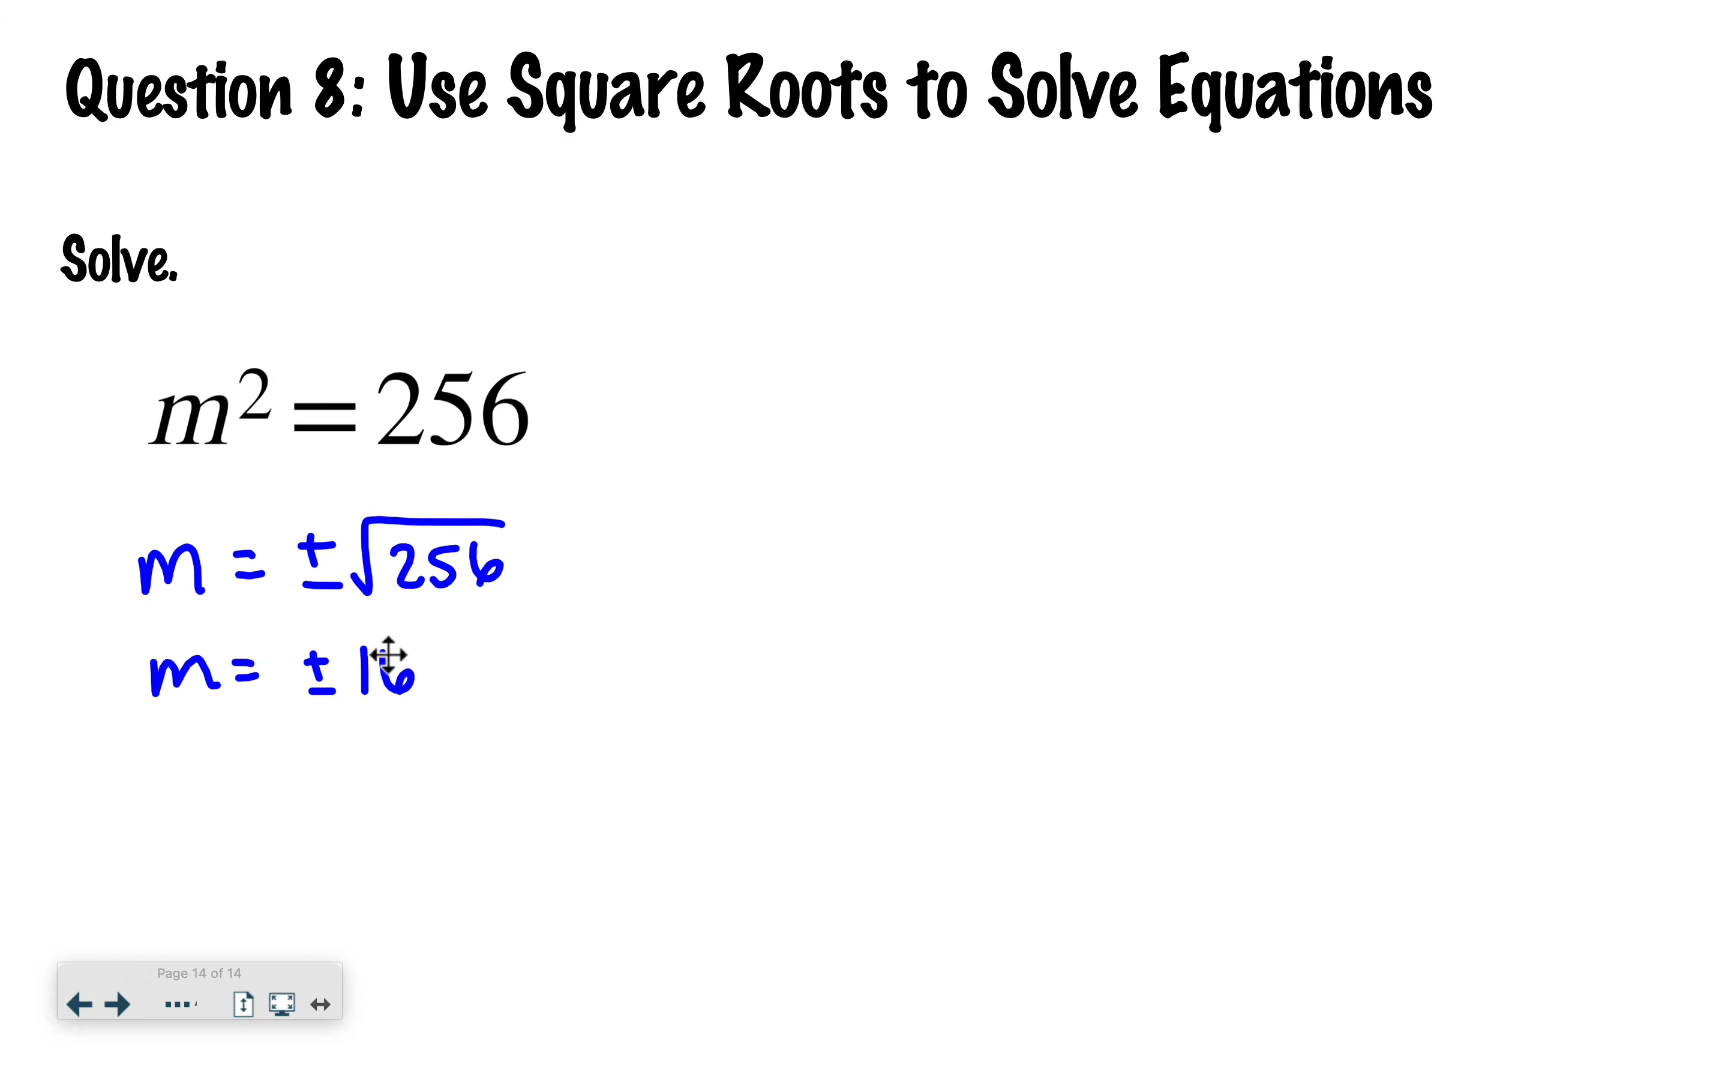 Question 8: Use Square Roots to Solve Equations
Solve.
m² = 256
m = ±√256
m = ±16
Page 14 of 14